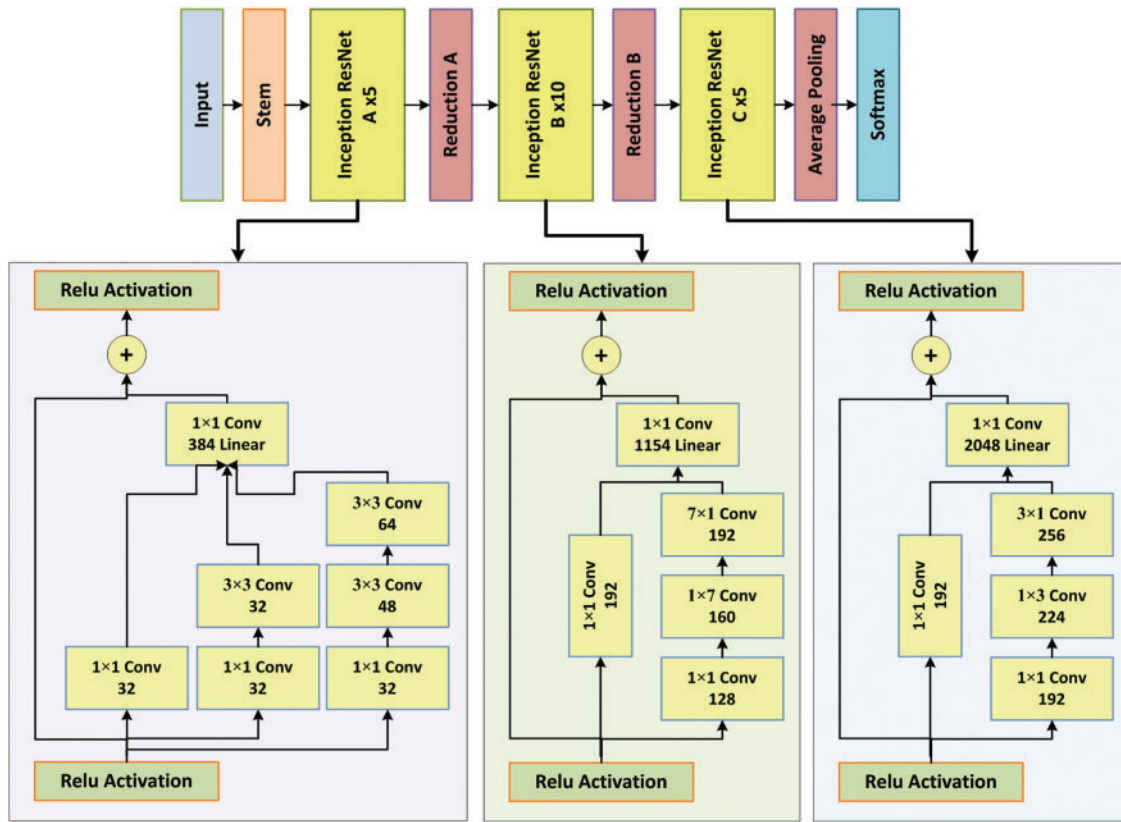 Input
Stem
Inception ResNet
A x5
Reduction A
Inception ResNet
B x10
Reduction B
Inception ResNet
C x5
Average Pooling
Softmax
Relu Activation
+
1×1 Conv
384 Linear
3×3 Conv
64
3×3 Conv
32
3×3 Conv
48
1×1 Conv
32
1×1 Conv
32
1×1 Conv
32
Relu Activation
Relu Activation
+
1×1 Conv
1154 Linear
7×1 Conv
192
1×1 Conv
192
1×7 Conv
160
1×1 Conv
128
Relu Activation
Relu Activation
+
1×1 Conv
2048 Linear
3×1 Conv
256
1×1 Conv
192
1×3 Conv
224
1×1 Conv
192
Relu Activation